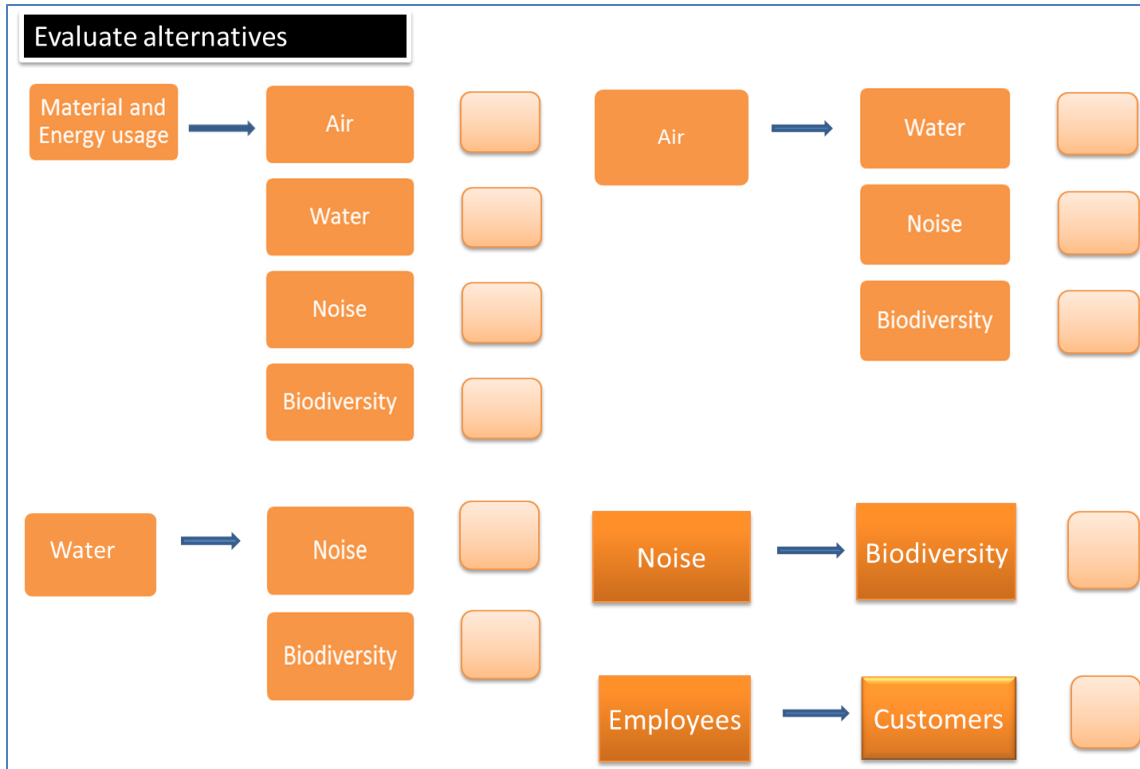 Evaluate alternatives
Material and
Energy usage
Air
Water
Noise
Biodiversity
Air
Water
Noise
Biodiversity
Water
Noise
Biodiversity
Noise
Biodiversity
Employees
Customers